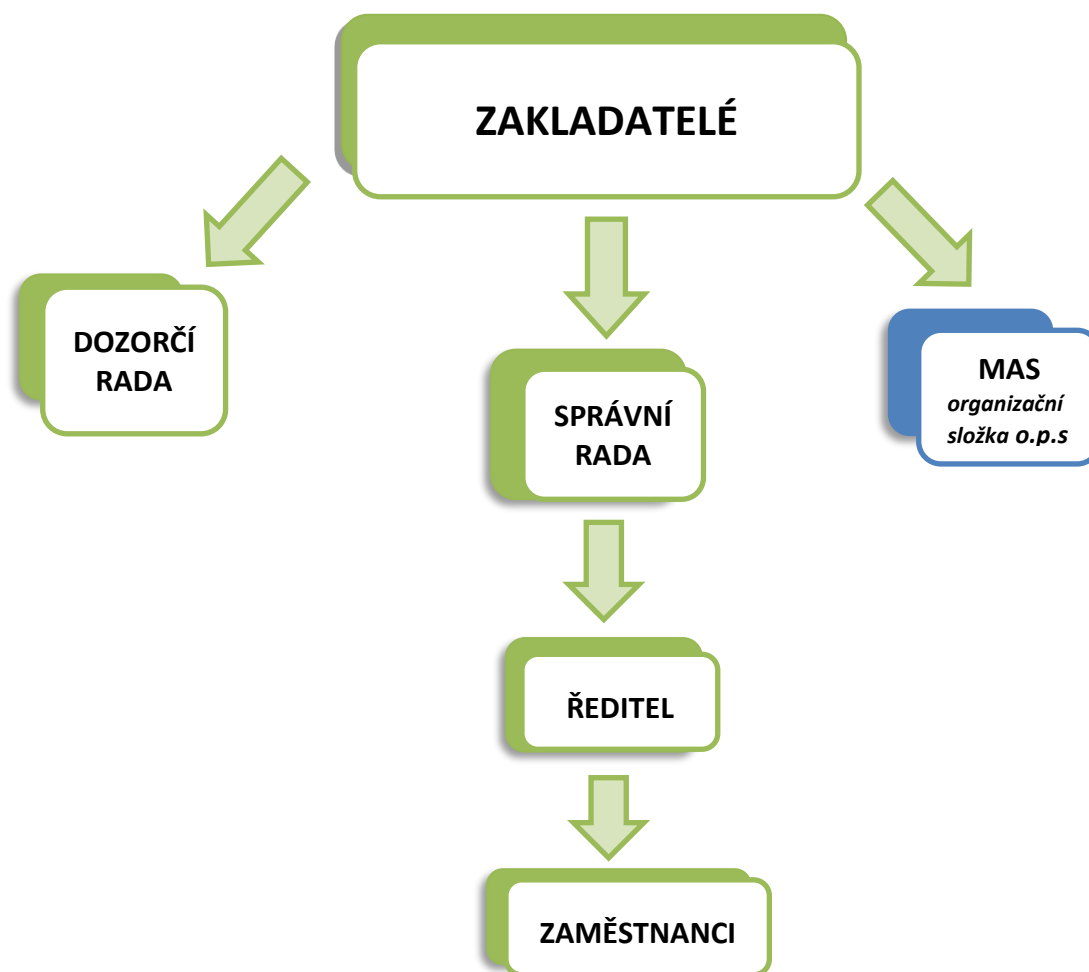 ZAKLADATELÉ
DOZORČÍ
RADA
SPRÁVNÍ
RADA
MAS
organizační
složka o.p.s
ŘEDITEL
ZAMĚSTNANCI